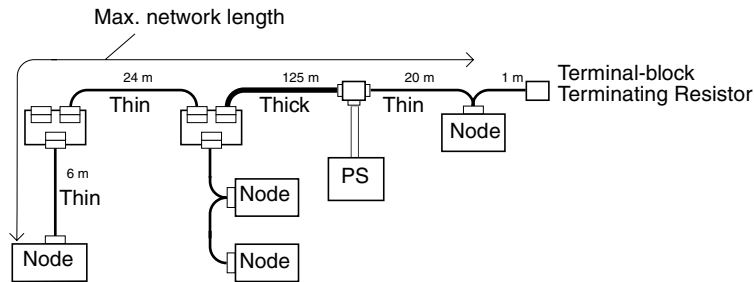 Max. network length
24 m
125 m
20 m
1 m
Terminal-block
Terminating Resistor
Thin
Thick
Thin
Node
PS
6 m
Thin
Node
Node
Node